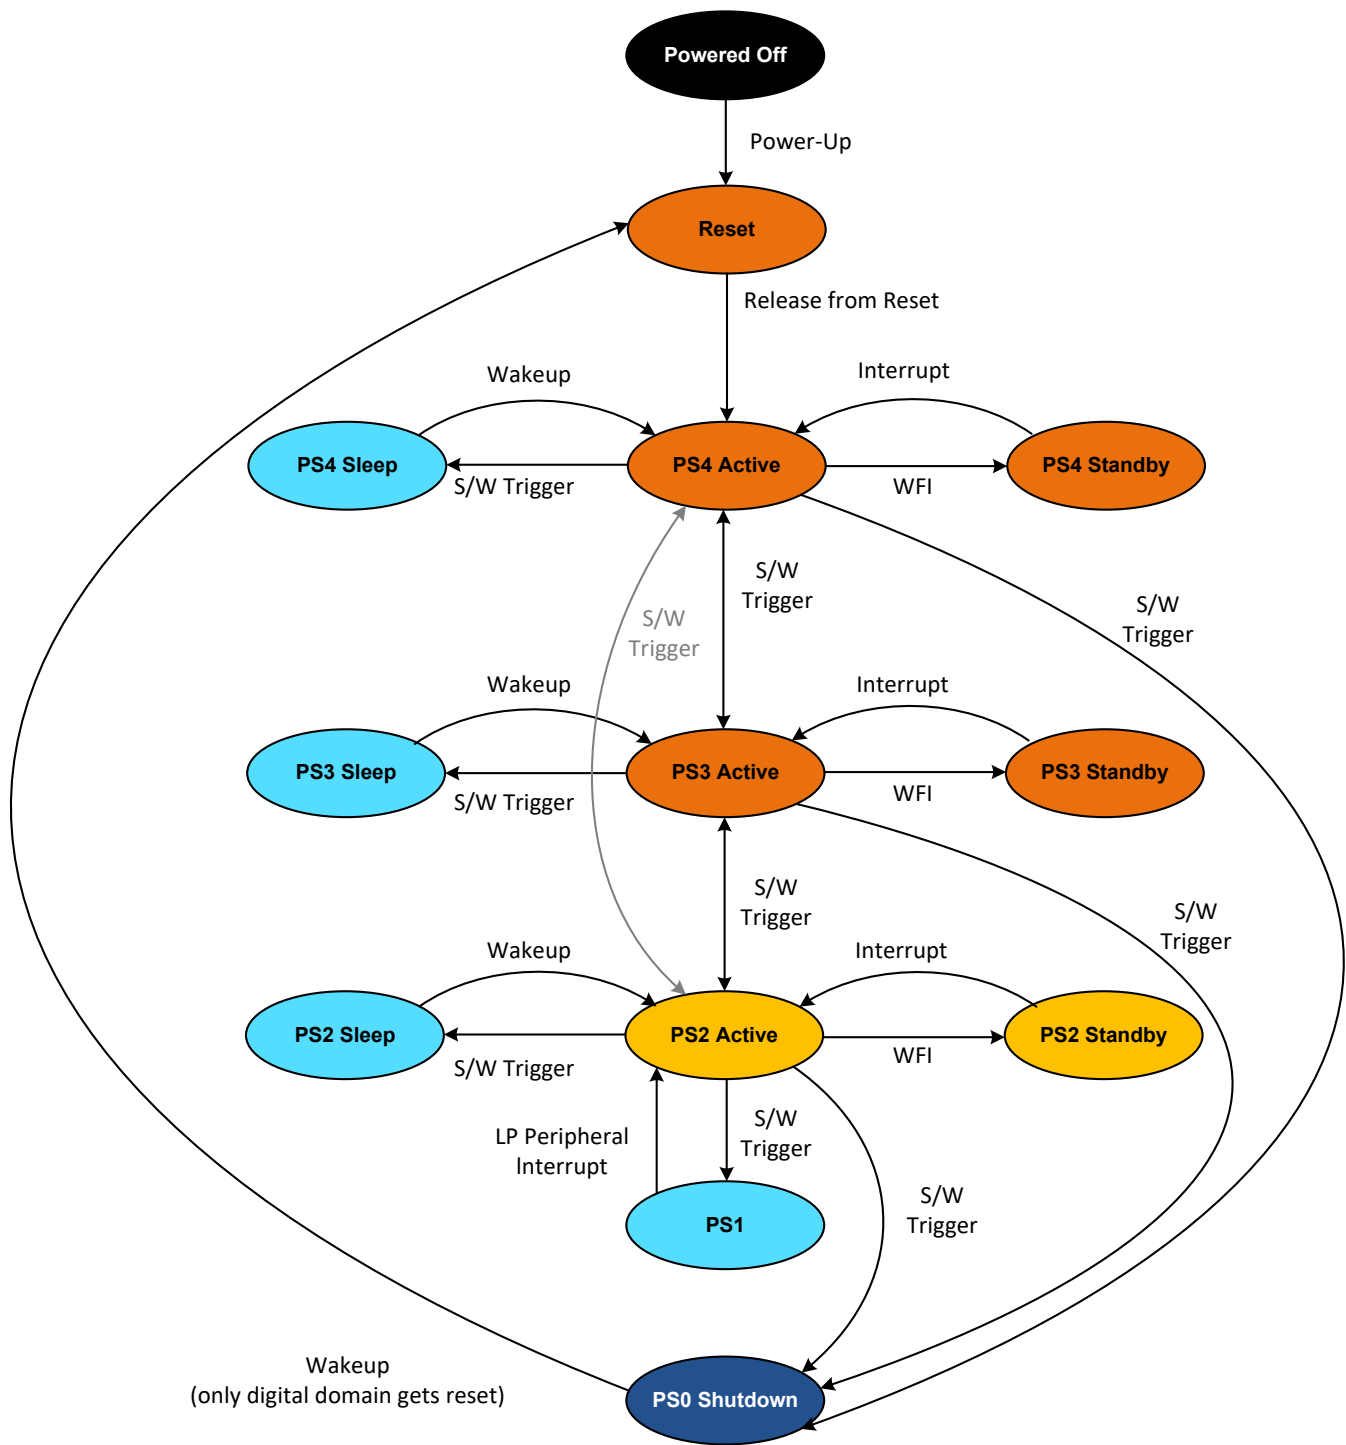 Powered Off
Power-Up
Reset
Release from Reset
Wakeup
Interrupt
PS4 Sleep
PS4 Active
PS4 Standby
S/W Trigger
WFI
S/W
Trigger
S/W
Trigger
S/W
Trigger
Wakeup
Interrupt
PS3 Sleep
PS3 Active
PS3 Standby
S/W Trigger
WFI
S/W
Trigger
S/W
Trigger
Wakeup
Interrupt
PS2 Sleep
PS2 Active
PS2 Standby
S/W Trigger
WFI
LP Peripheral
Interrupt
S/W
Trigger
S/W
Trigger
PS1
Wakeup
(only digital domain gets reset)
PS0 Shutdown